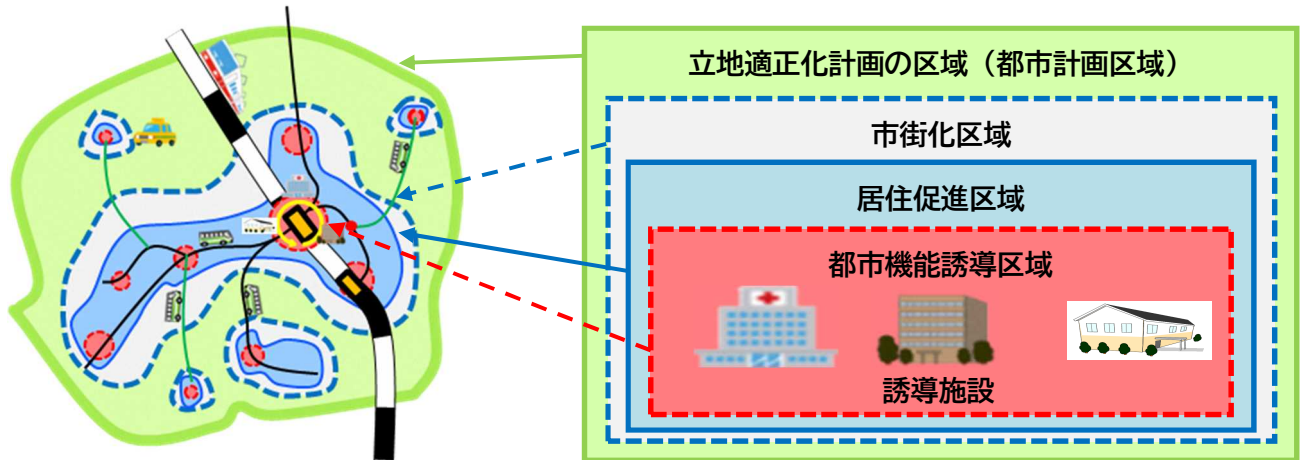 立地適正化計画の区域（都市計画区域）
市街化区域
居住促進区域
都市機能誘導区域
誘導施設